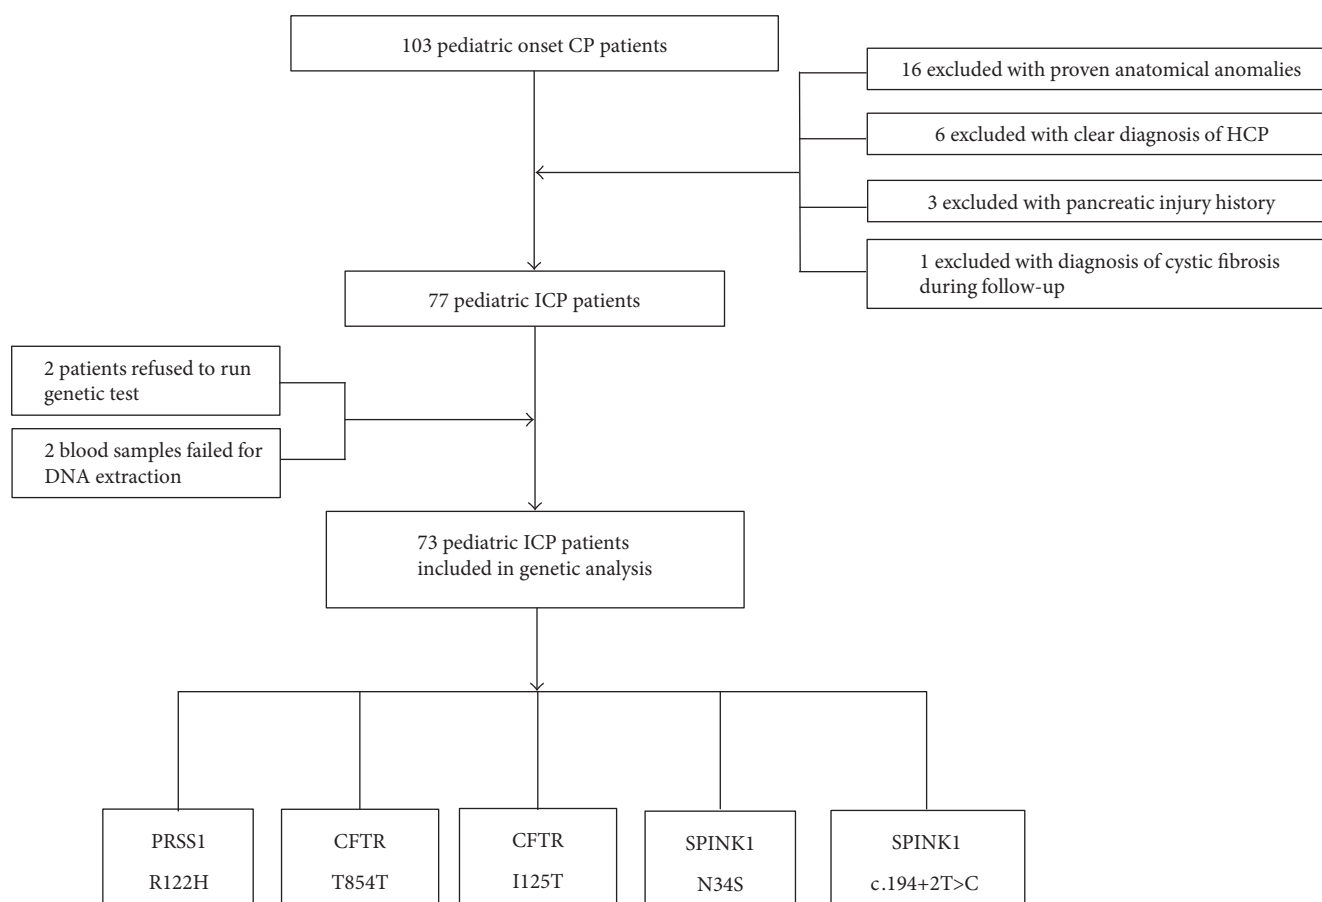 103 pediatric onset CP patients
16 excluded with proven anatomical anomalies
6 excluded with clear diagnosis of HCP
3 excluded with pancreatic injury history
1 excluded with diagnosis of cystic fibrosis
during follow-up
77 pediatric ICP patients
2 patients refused to run
genetic test
2 blood samples failed for
DNA extraction
73 pediatric ICP patients
included in genetic analysis
PRSS1
R122H
CFTR
T854T
CFTR
I125T
SPINK1
N34S
SPINK1
c.194+2T>C